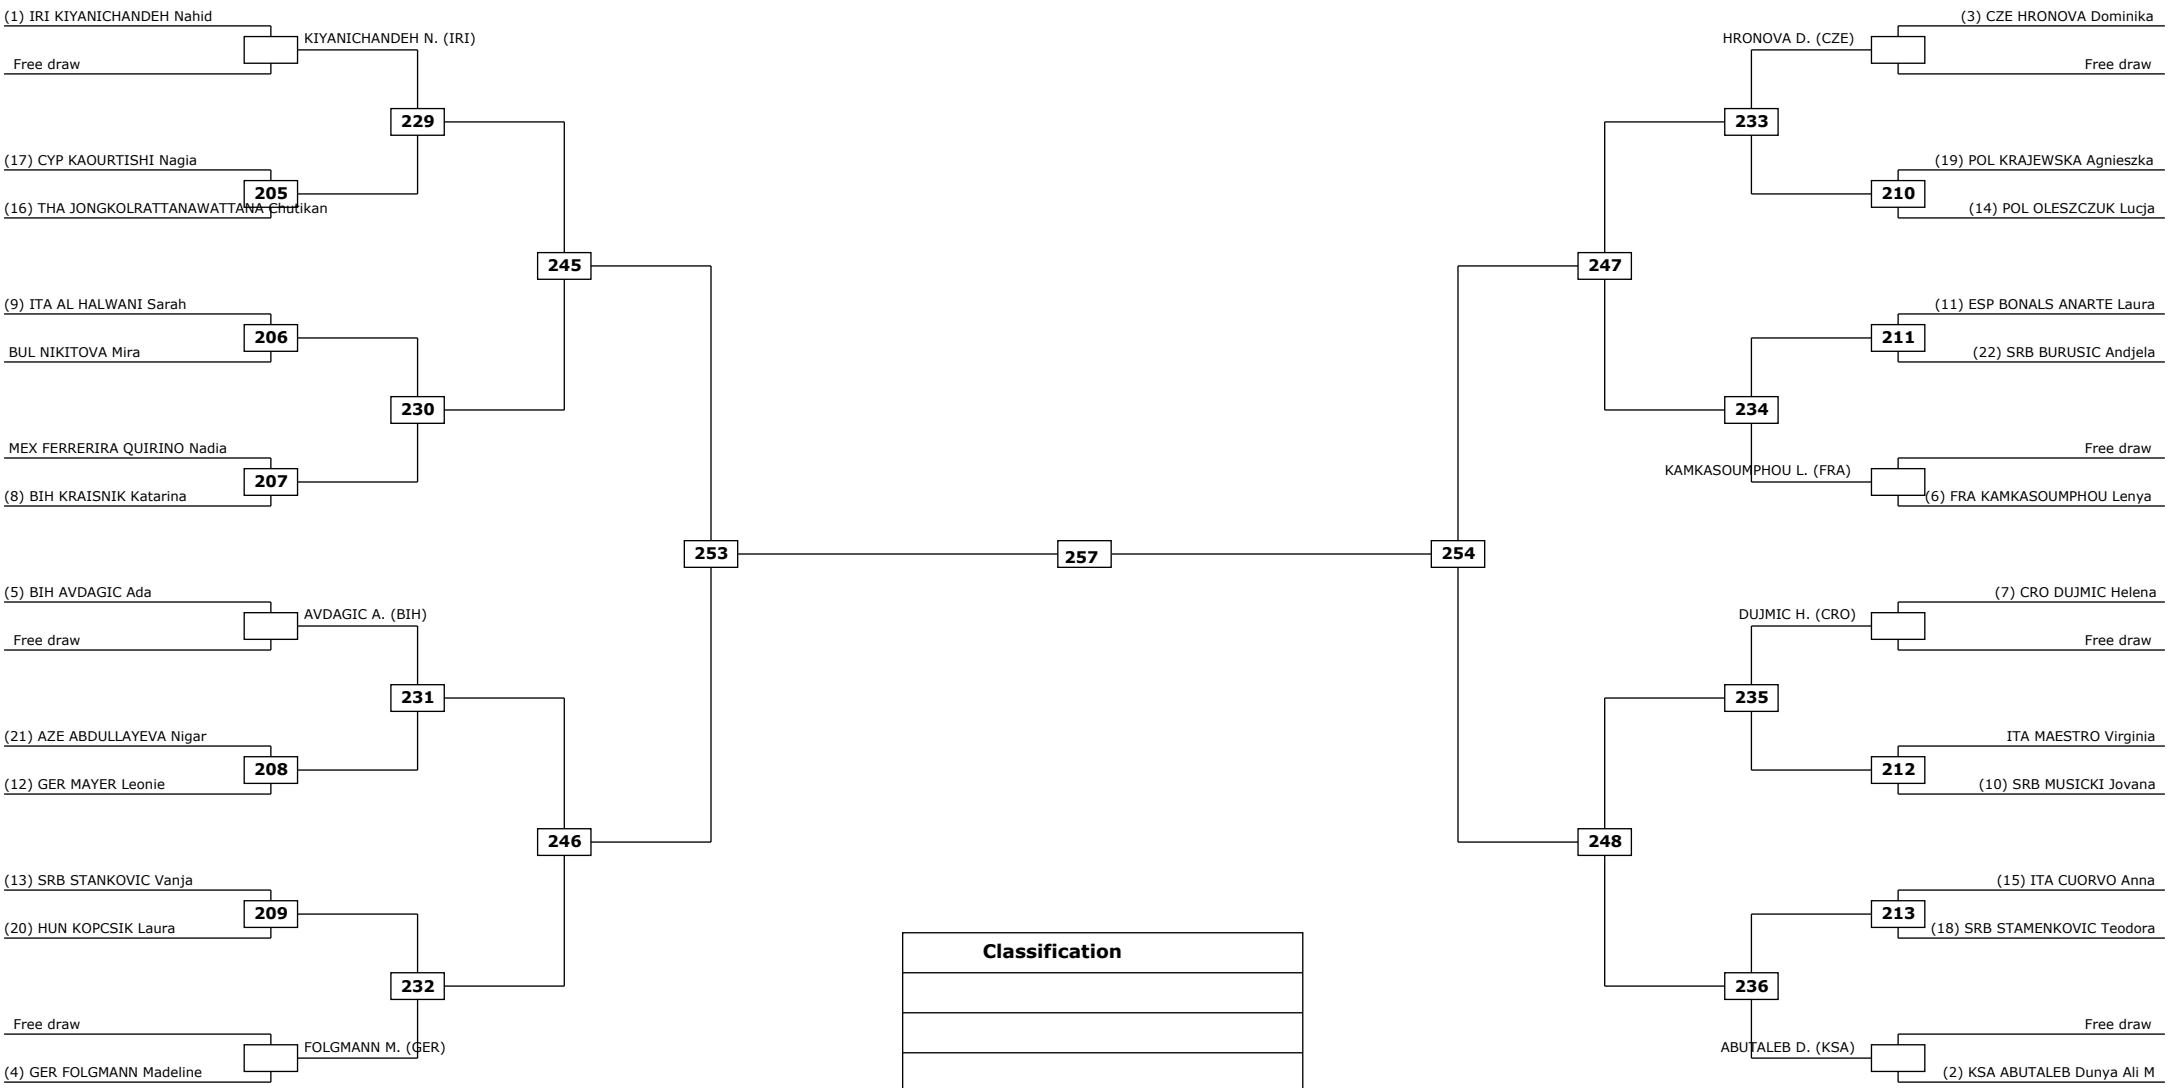 (1) IRI KIYANICHANDEH Nahid
KIYANICHANDEH N. (IRI)
Free draw
229
(17) CYP KAOURTISHI Nagia
205
(16) THA JONGKOLRATTANAWATTANA Chutikan
245
(9) ITA AL HALWANI Sarah
206
BUL NIKITOVA Mira
230
MEX FERRERIRA QUIRINO Nadia
207
(8) BIH KRAISNIK Katarina
253
(5) BIH AVDAGIC Ada
AVDAGIC A. (BIH)
Free draw
231
(21) AZE ABDULLAYEVA Nigar
208
(12) GER MAYER Leonie
246
(13) SRB STANKOVIC Vanja
209
(20) HUN KOPCSIK Laura
232
Free draw
FOLGMANN M. (GER)
(4) GER FOLGMANN Madeline
257
Classification
(3) CZE HRONOVA Dominika
HRONOVA D. (CZE)
Free draw
233
(19) POL KRAJEWSKA Agnieszka
210
(14) POL OLESZCZUK Lucja
247
(11) ESP BONALS ANARTE Laura
211
(22) SRB BURUSIC Andjela
234
Free draw
KAMKASOUMPHOU L. (FRA)
(6) FRA KAMKASOUMPHOU Lenya
254
(7) CRO DUJMIC Helena
DUJMIC H. (CRO)
Free draw
235
ITA MAESTRO Virginia
212
(10) SRB MUSICKI Jovana
248
(15) ITA CUORVO Anna
213
(18) SRB STAMENKOVIC Teodora
236
Free draw
ABUTALEB D. (KSA)
(2) KSA ABUTALEB Dunya Ali M